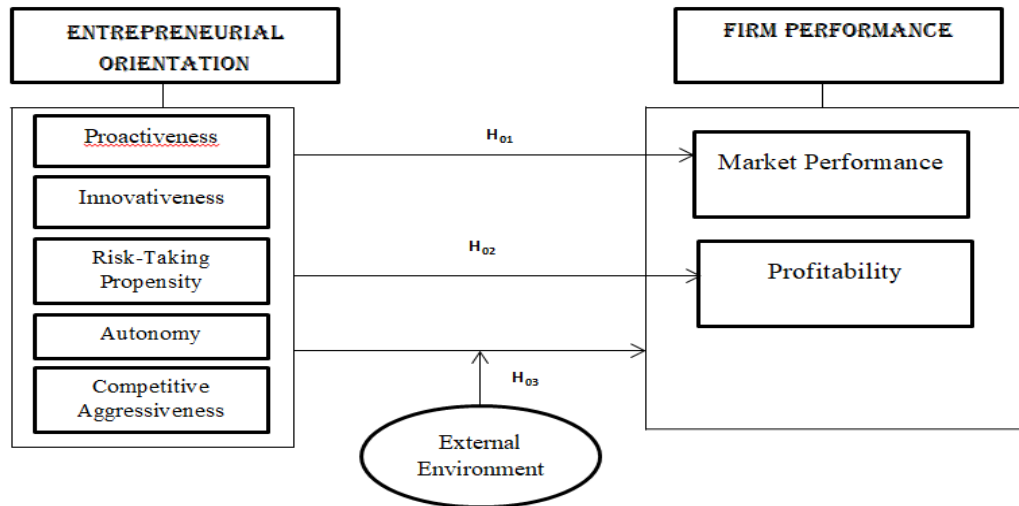 ENTREPRENEURIAL
ORIENTATION
FIRM PERFORMANCE
Proactiveness
Innovativeness
Risk-Taking
Propensity
Autonomy
Competitive
Aggressiveness
H01
H02
H03
Market Performance
Profitability
External
Environment